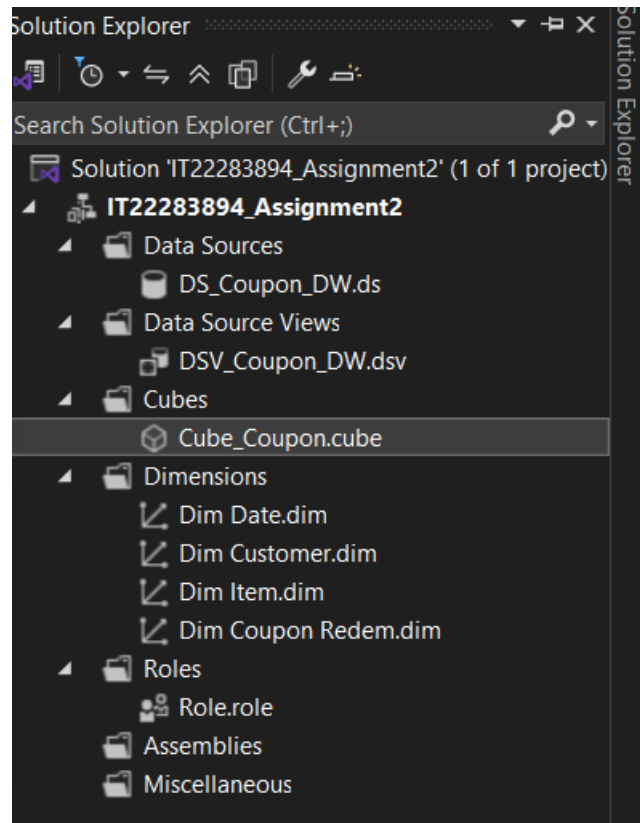 Solution Explorer
Solution Explorer
Search Solution Explorer (Ctrl+;)
Solution 'IT22283894_Assignment2' (1 of 1 project)
IT22283894_Assignment2
Data Sources
DS_Coupon_DW.ds
Data Source Views
DSV_Coupon_DW.dsv
Cubes
Cube_Coupon.cube
Dimensions
Dim Date.dim
Dim Customer.dim
Dim Item.dim
Dim Coupon Redem.dim
Roles
Role.role
Assemblies
Miscellaneous